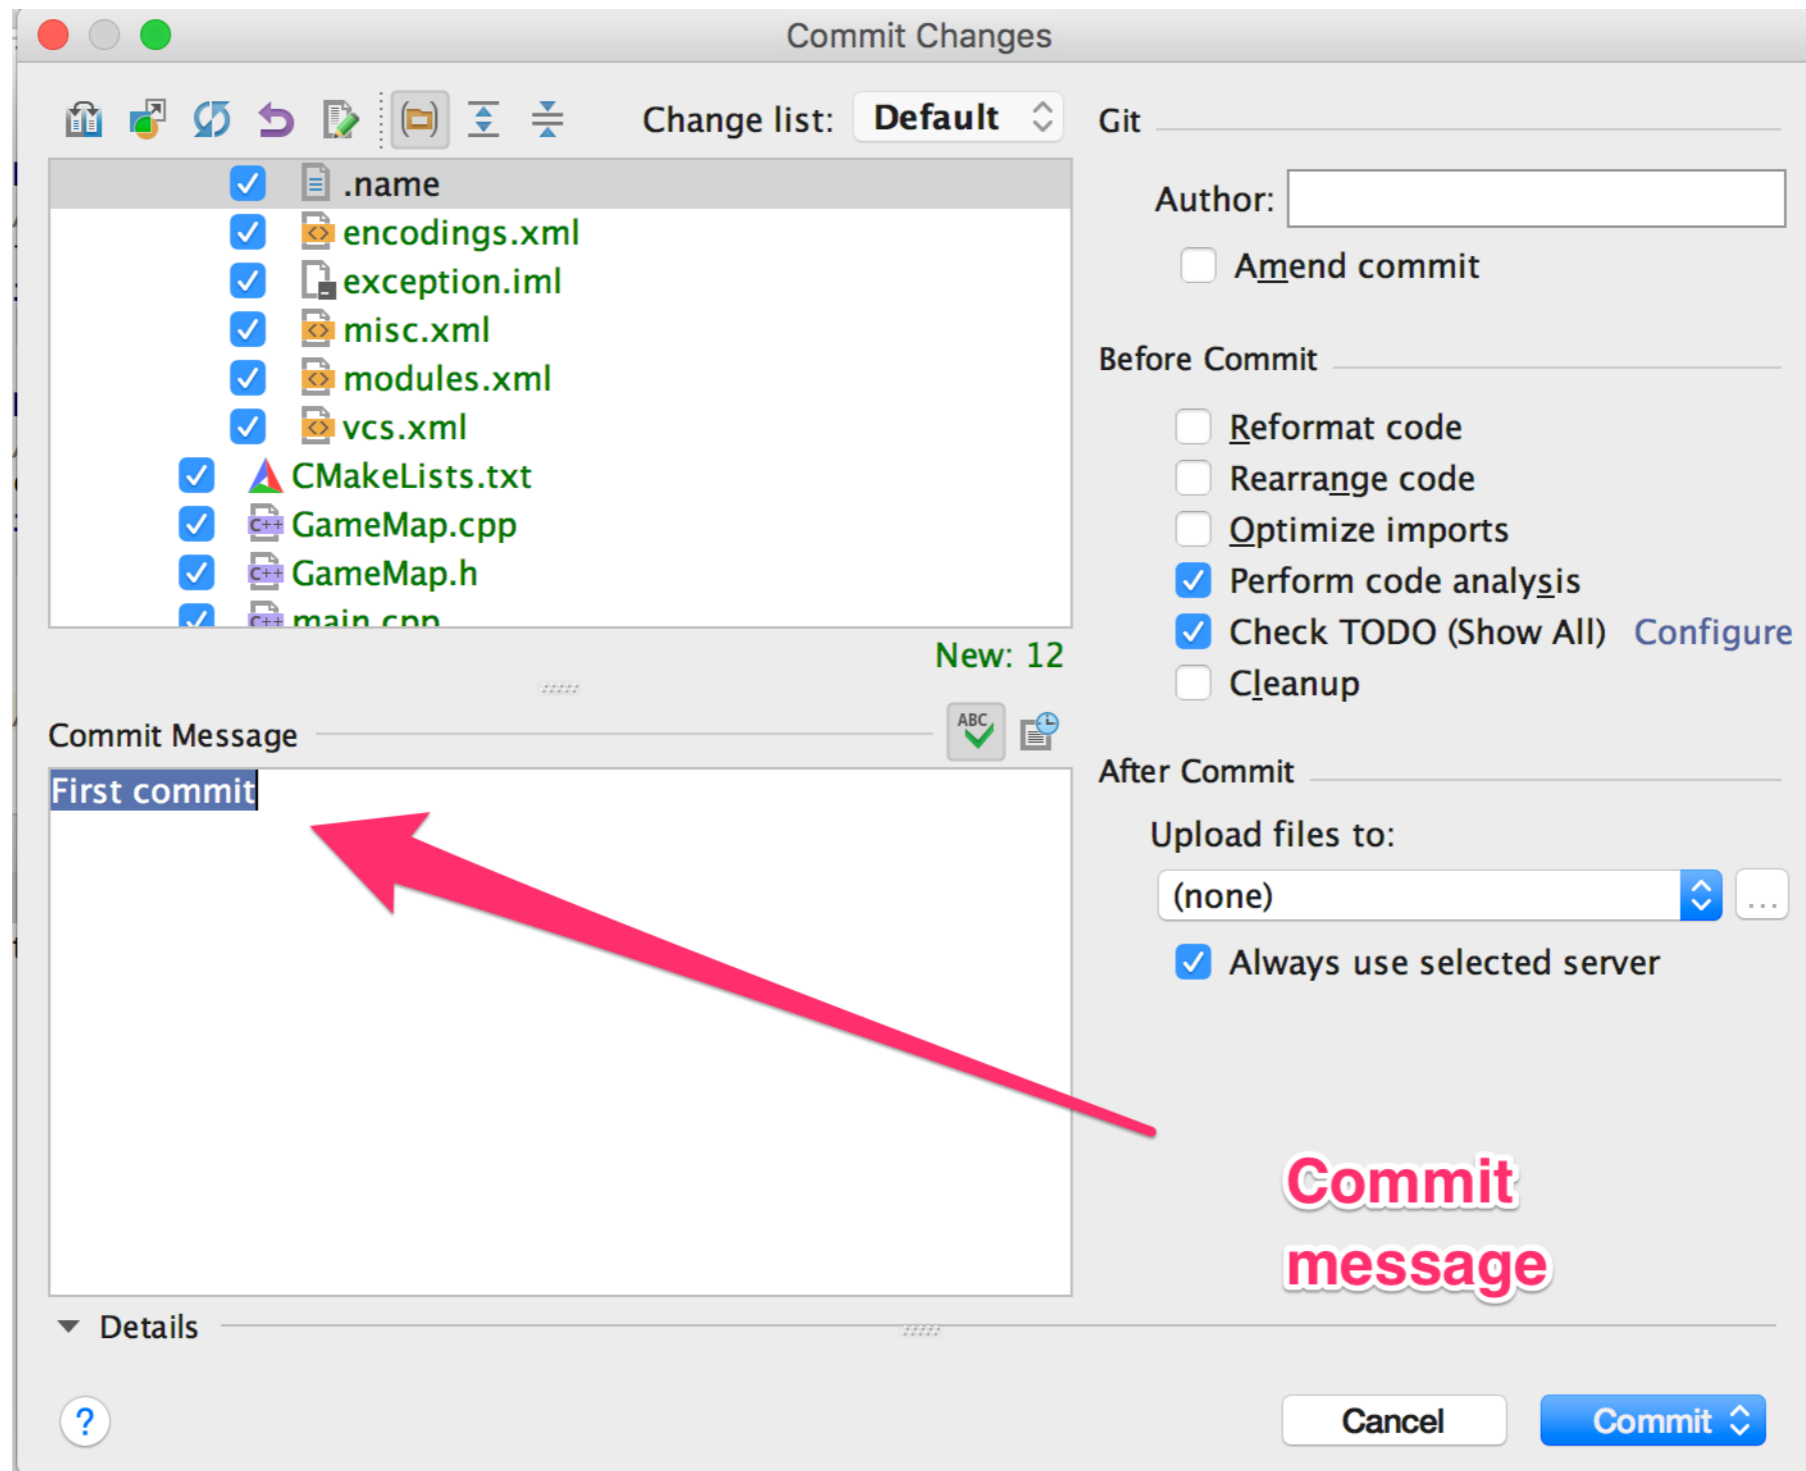 Commit Changes
Change list: Default
.name
encodings.xml
exception.iml
misc.xml
modules.xml
vcs.xml
CMakeLists.txt
GameMap.cpp
GameMap.h
main.cpp
New: 12
Commit Message
ABC
First commit
Details
Git
Author:
Amend commit
Before Commit
Reformat code
Rearrange code
Optimize imports
Perform code analysis
Check TODO (Show All) Configure
Cleanup
After Commit
Upload files to:
(none)
...
Always use selected server
Commit
message
?
Cancel
Commit